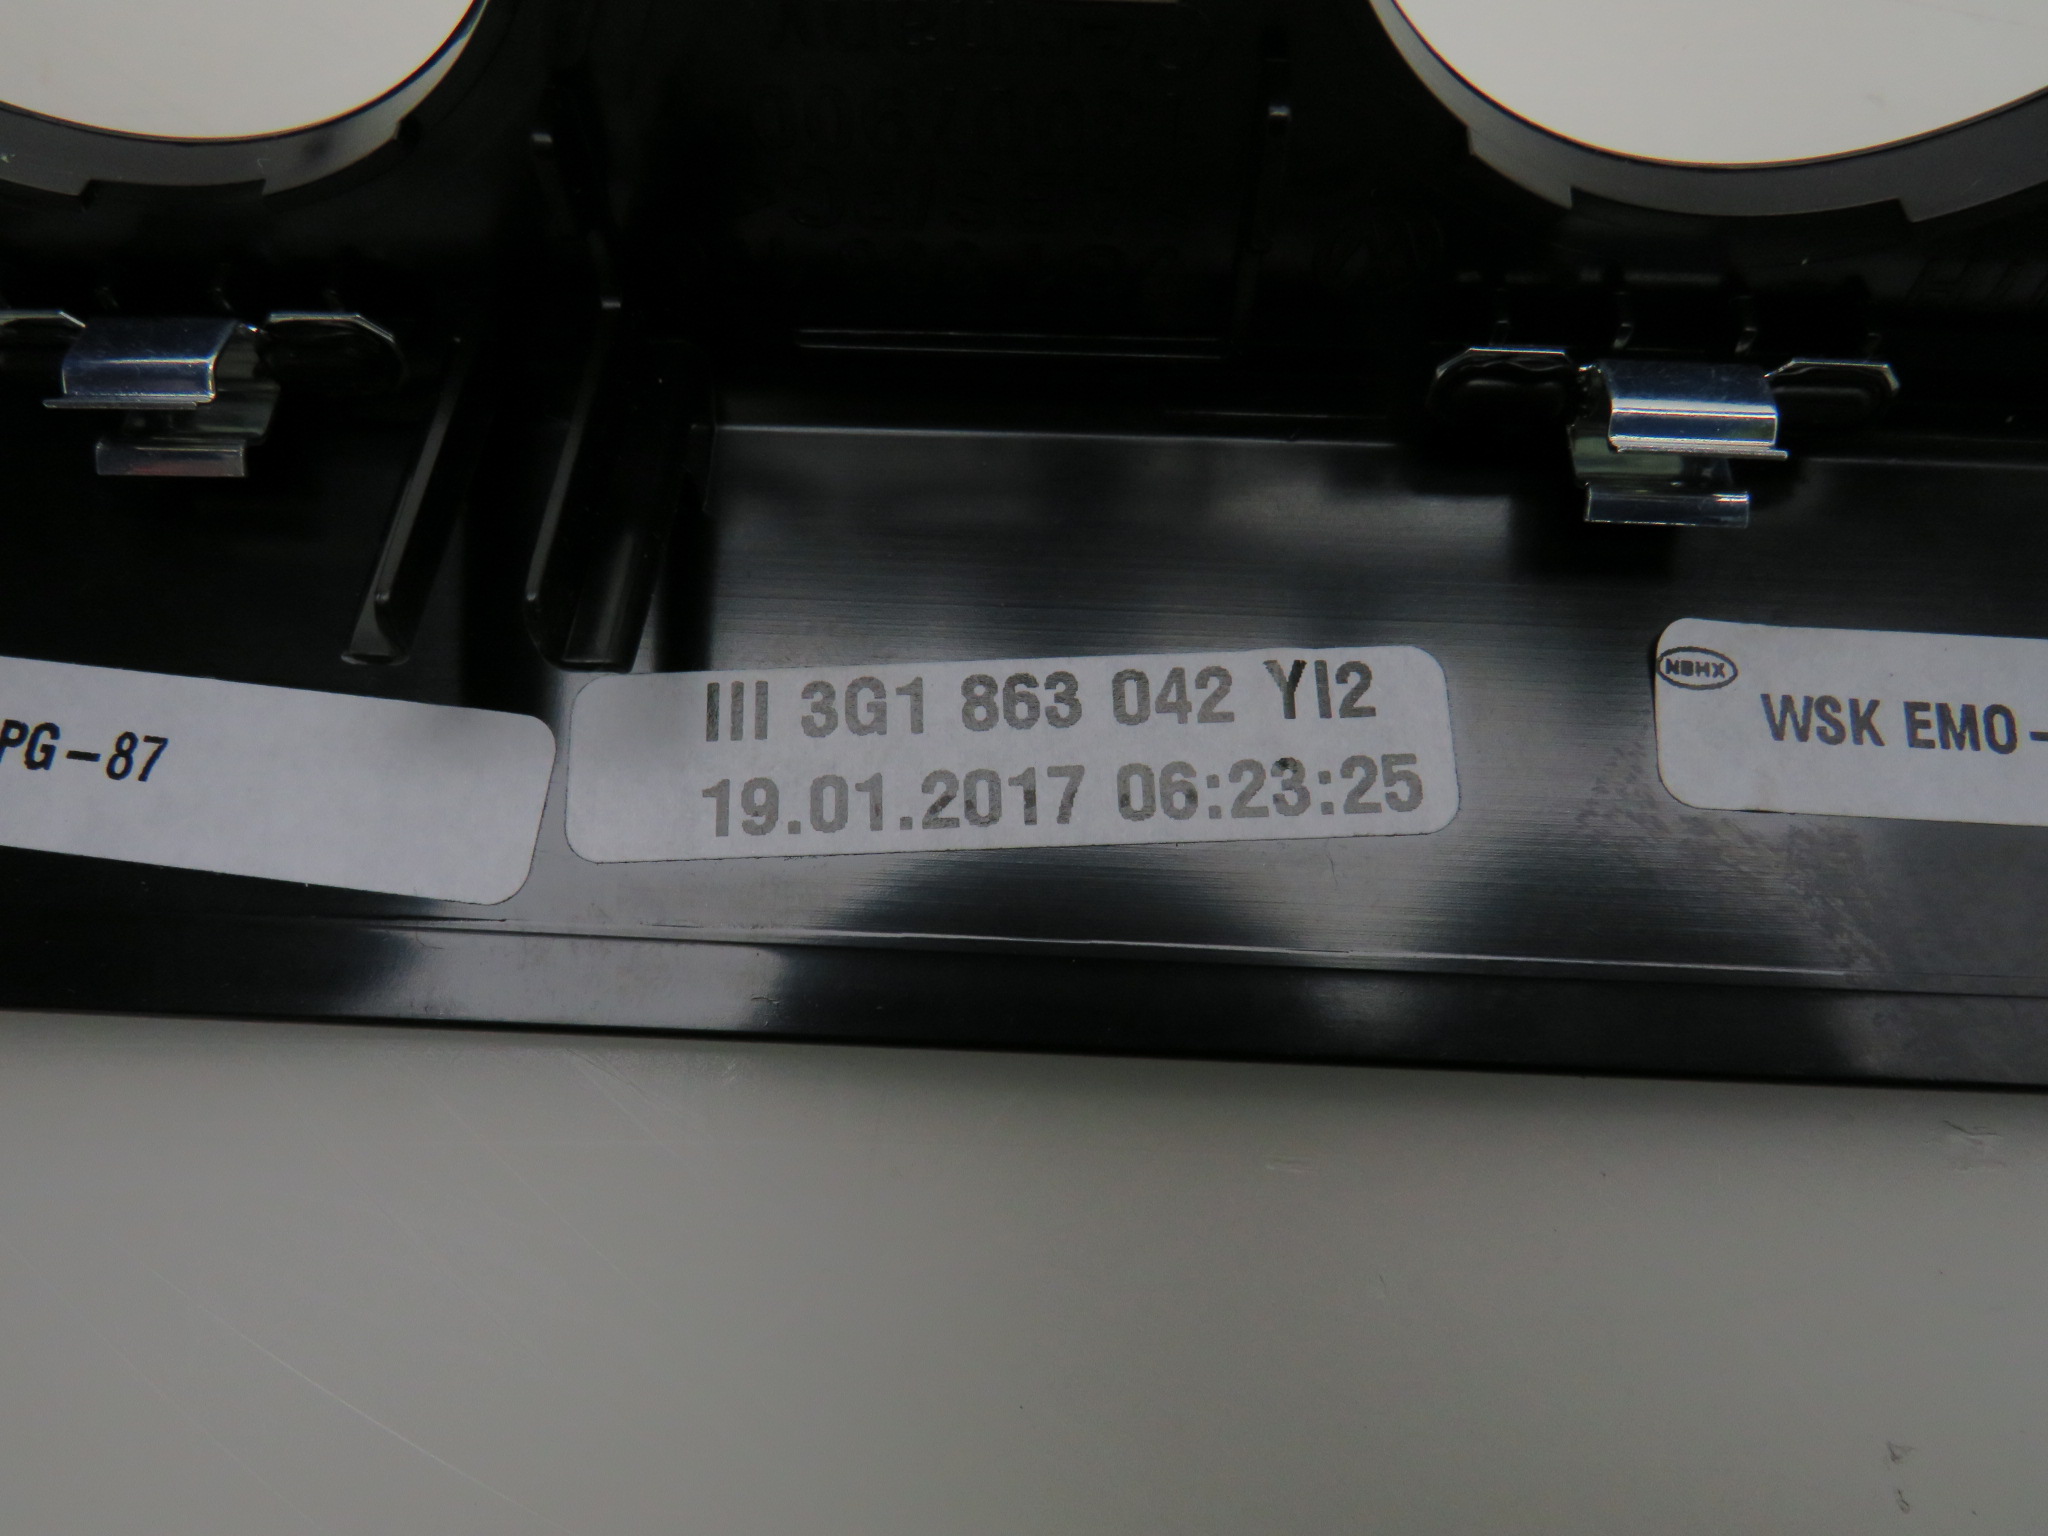 PG-87
III 3G1 863 042 YI2
19.01.2017 06:23:25
NBHX
WSK EMO-